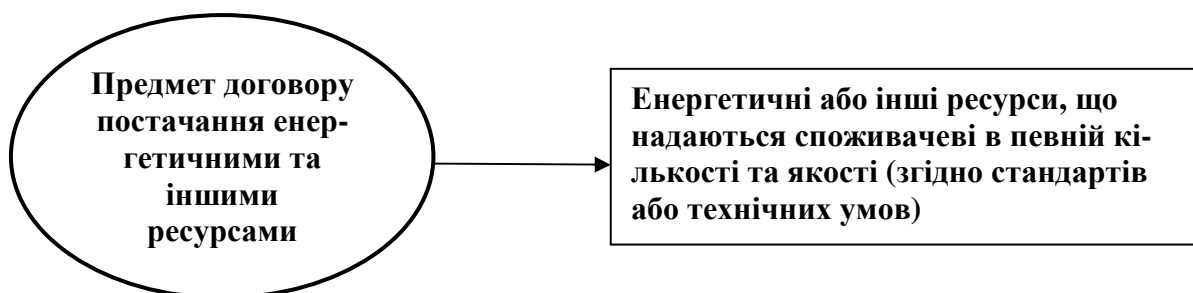 Предмет договору
постачання енер-
гетичними та
іншими
ресурсами
Енергетичні або інші ресурси, що
надаються споживачеві в певній кі-
лькості та якості (згідно стандартів
або технічних умов)